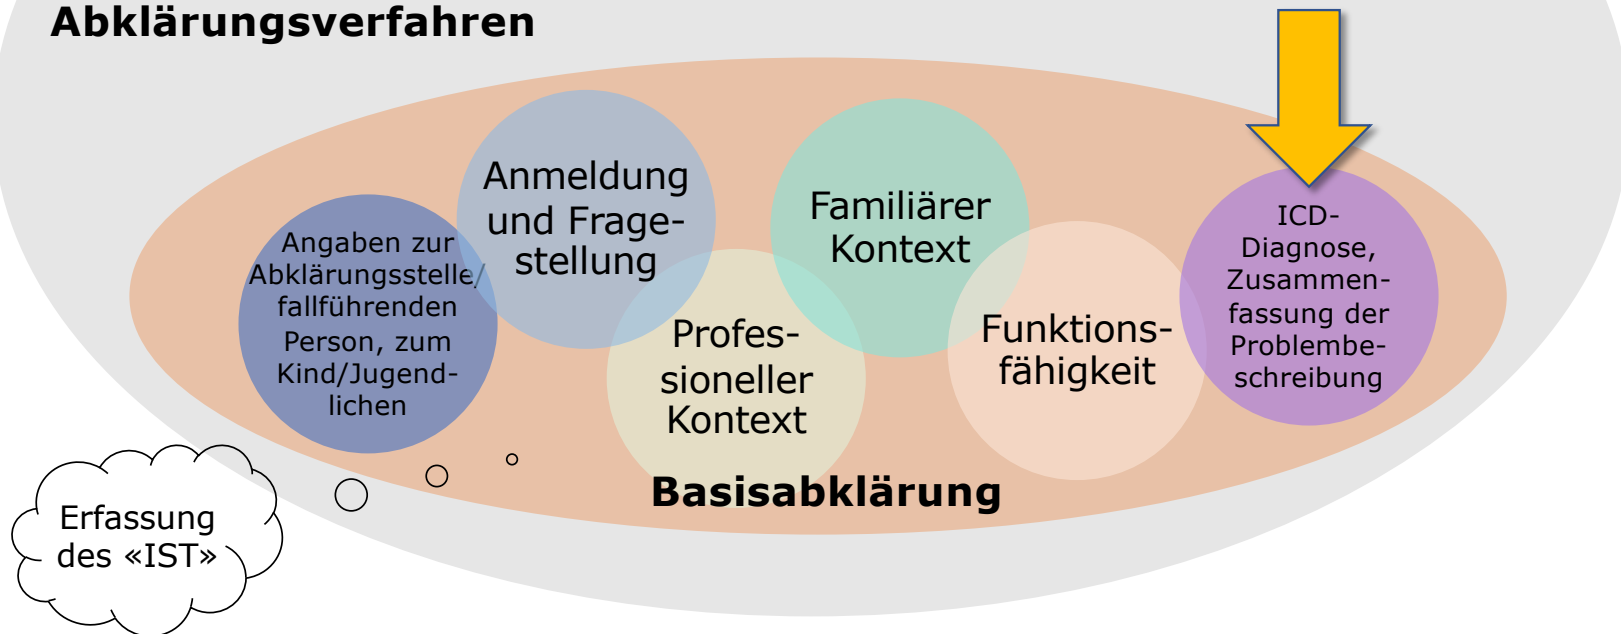 Abklärungsverfahren
Angaben zur
Abklärungsstelle/
fallführenden
Person, zum
Kind/Jugend-
lichen
Anmeldung
und Frage-
stellung
Profes-
sioneller
Kontext
Familiärer
Kontext
Funktions-
fähigkeit
ICD-
Diagnose,
Zusammen-
fassung der
Problembe-
schreibung
Basisabklärung
Erfassung
des «IST»